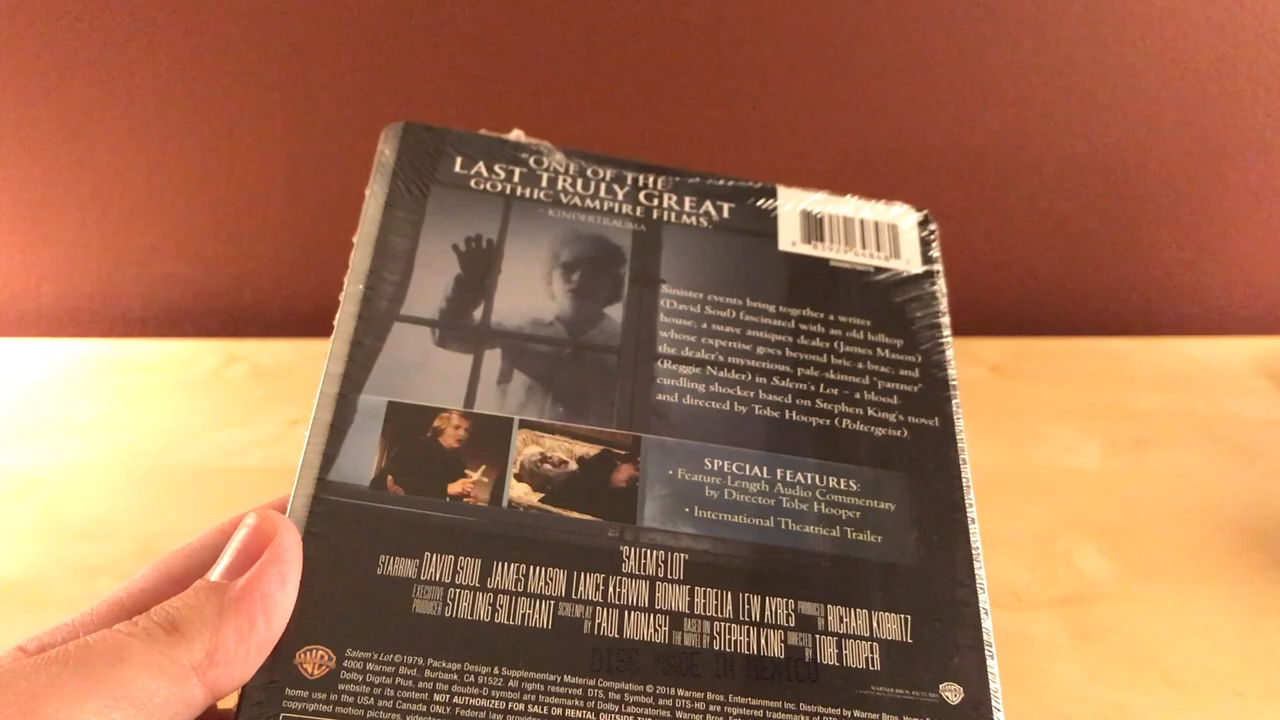 "ONE OF THE
LAST TRULY GREAT
GOTHIC VAMPIRE FILMS."
- KINDERTRAUMA
83929 64848
Sinister events bring together a writer
(David Soul) fascinated with an old hilltop
house; a suave antiques dealer (James Mason)
whose expertise goes beyond bric-a-brac; and
the dealer's mysterious, pale-skinned "partner"
(Reggie Nalder) in Salem's Lot – a blood-
curdling shocker based on Stephen King's novel
and directed by Tobe Hooper (Poltergeist).
SPECIAL FEATURES:
• Feature-Length Audio Commentary
by Director Tobe Hooper
• International Theatrical Trailer
'SALEM'S LOT'
STARRING DAVID SOUL JAMES MASON LANCE KERWIN BONNIE BEDELIA LEW AYRES PRODUCED BY RICHARD KOBRITZ
EXECUTIVE PRODUCER STIRLING SILLIPHANT SCREENPLAY BY PAUL MONASH BASED ON THE NOVEL BY STEPHEN KING DIRECTED BY TOBE HOOPER
DISC MADE IN MEXICO
WB
WARNER BROS. PICTURES
Salem's Lot ©1979, Package Design & Supplementary Material Compilation © 2018 Warner Bros. Entertainment Inc. Distributed by Warner Bros. Home
4000 Warner Blvd., Burbank, CA 91522. All rights reserved. DTS, the Symbol, and DTS-HD are registered trademarks of DTS
Dolby Digital Plus, and the double-D symbol are trademarks of Dolby Laboratories. Warner Bros.
website or its content. NOT AUTHORIZED FOR SALE OR RENTAL OUTSIDE
home use in the USA and Canada ONLY. Federal law
copyrighted motion pictures,